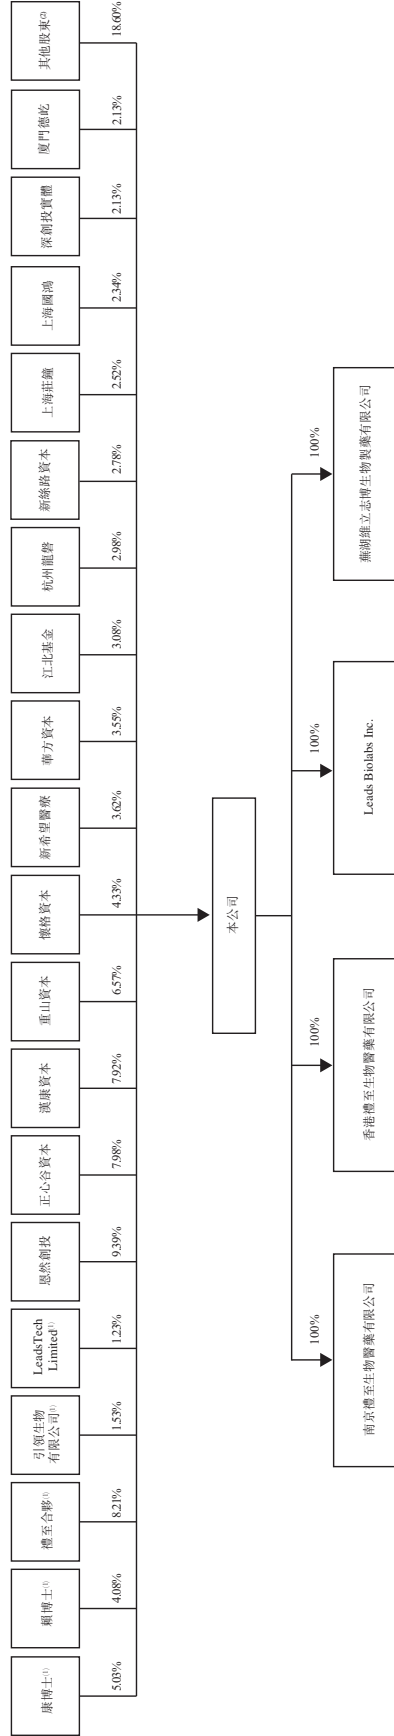 康博士⁽¹⁾
賴博士⁽¹⁾
禮至合夥⁽¹⁾
引領生物
有限公司⁽¹⁾
LeadsTech
Limited⁽¹⁾
恩然創投
正心谷資本
漢康資本
重山資本
懷格資本
新希望醫療
華方資本
江北基金
杭州龍磐
新絲路資本
上海莊鐘
上海國鴻
深創投實體
廈門德屹
其他股東⁽²⁾
5.03%
4.08%
8.21%
1.53%
1.23%
9.39%
7.98%
7.92%
6.57%
4.33%
3.62%
3.55%
3.08%
2.98%
2.78%
2.52%
2.34%
2.13%
2.13%
18.60%
本公司
100%
100%
100%
100%
南京禮至生物醫藥有限公司
香港禮至生物醫藥有限公司
Leads Biolabs Inc.
蕪湖維立志博生物製藥有限公司